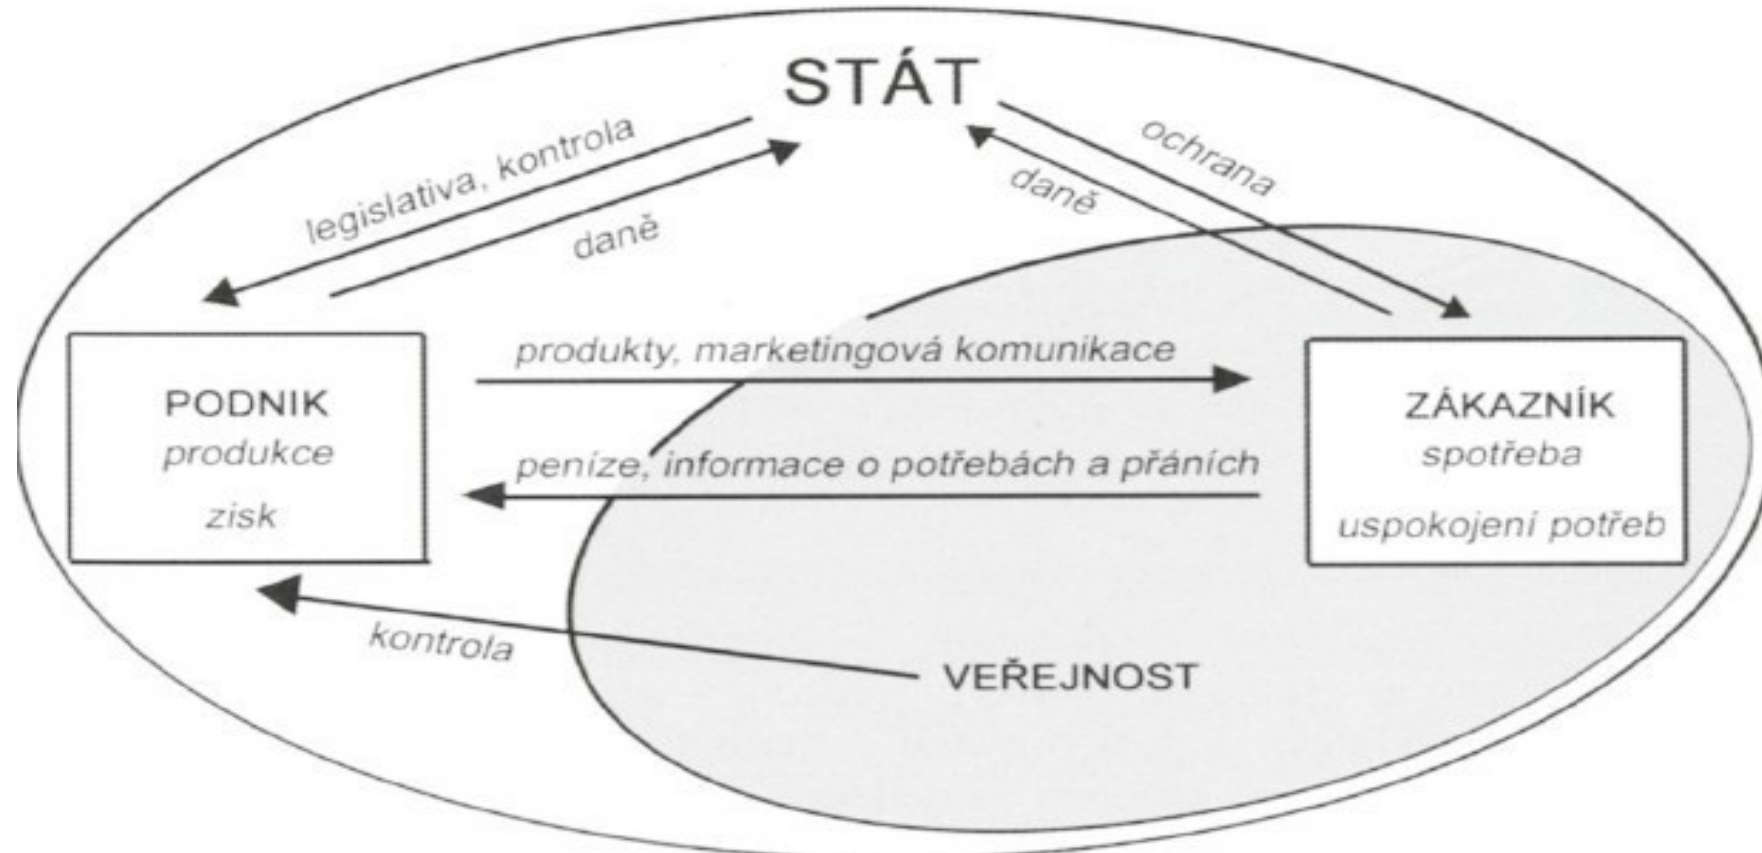 STÁT
legislativa, kontrola
daně
ochrana
daně
produkty, marketingová komunikace
PODNIK
produkce
zisk
ZÁKAZNÍK
spotřeba
uspokojení potřeb
peníze, informace o potřebách a přáních
kontrola
VEŘEJNOST